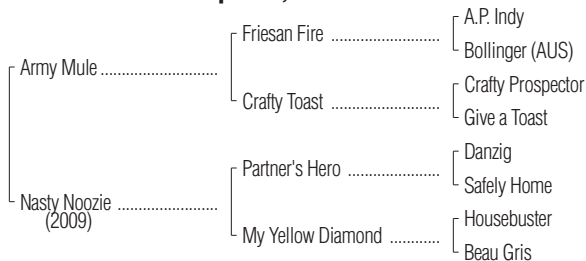 A.P. Indy
Friesan Fire ........................
Bollinger (AUS)
Army Mule ..........................
Crafty Prospector
Crafty Toast ........................
Give a Toast
Danzig
Partner's Hero ....................
Safely Home
Nasty Noozie ......................
(2009)
Housebuster
My Yellow Diamond ............
Beau Gris